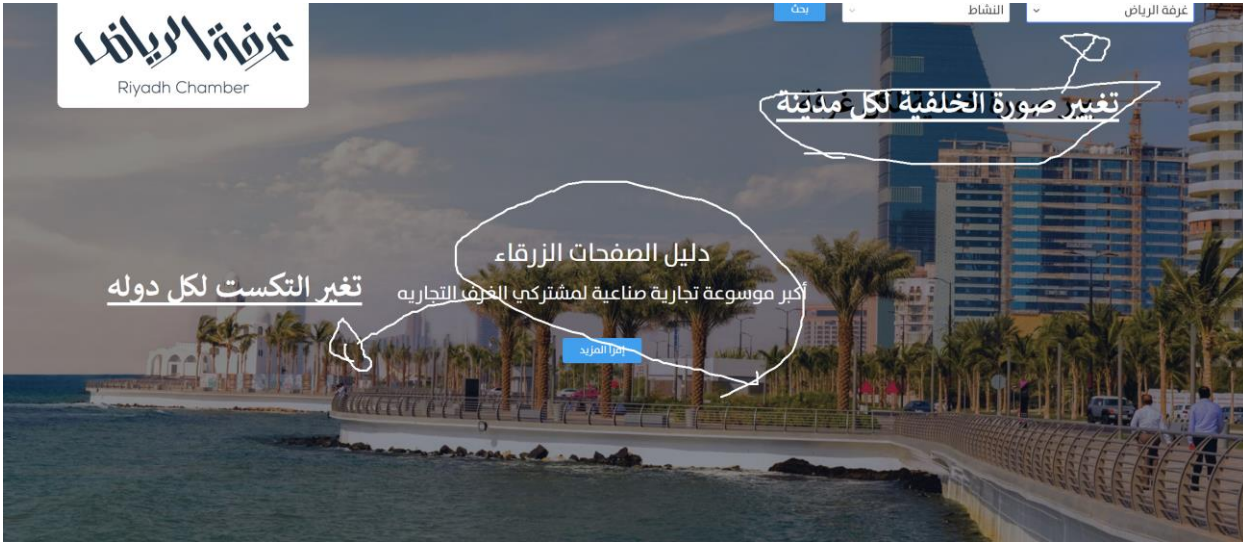 غرفة الرياض
النشاط
بحث
غرفة الرياض
Riyadh Chamber
تغيير صورة الخلفية لكل مدينة
دليل الصفحات الزرقاء
أكبر موسوعة تجارية صناعية لمشتركي الغرف التجاريه
تغير التكست لكل دوله
إقرأ المزيد